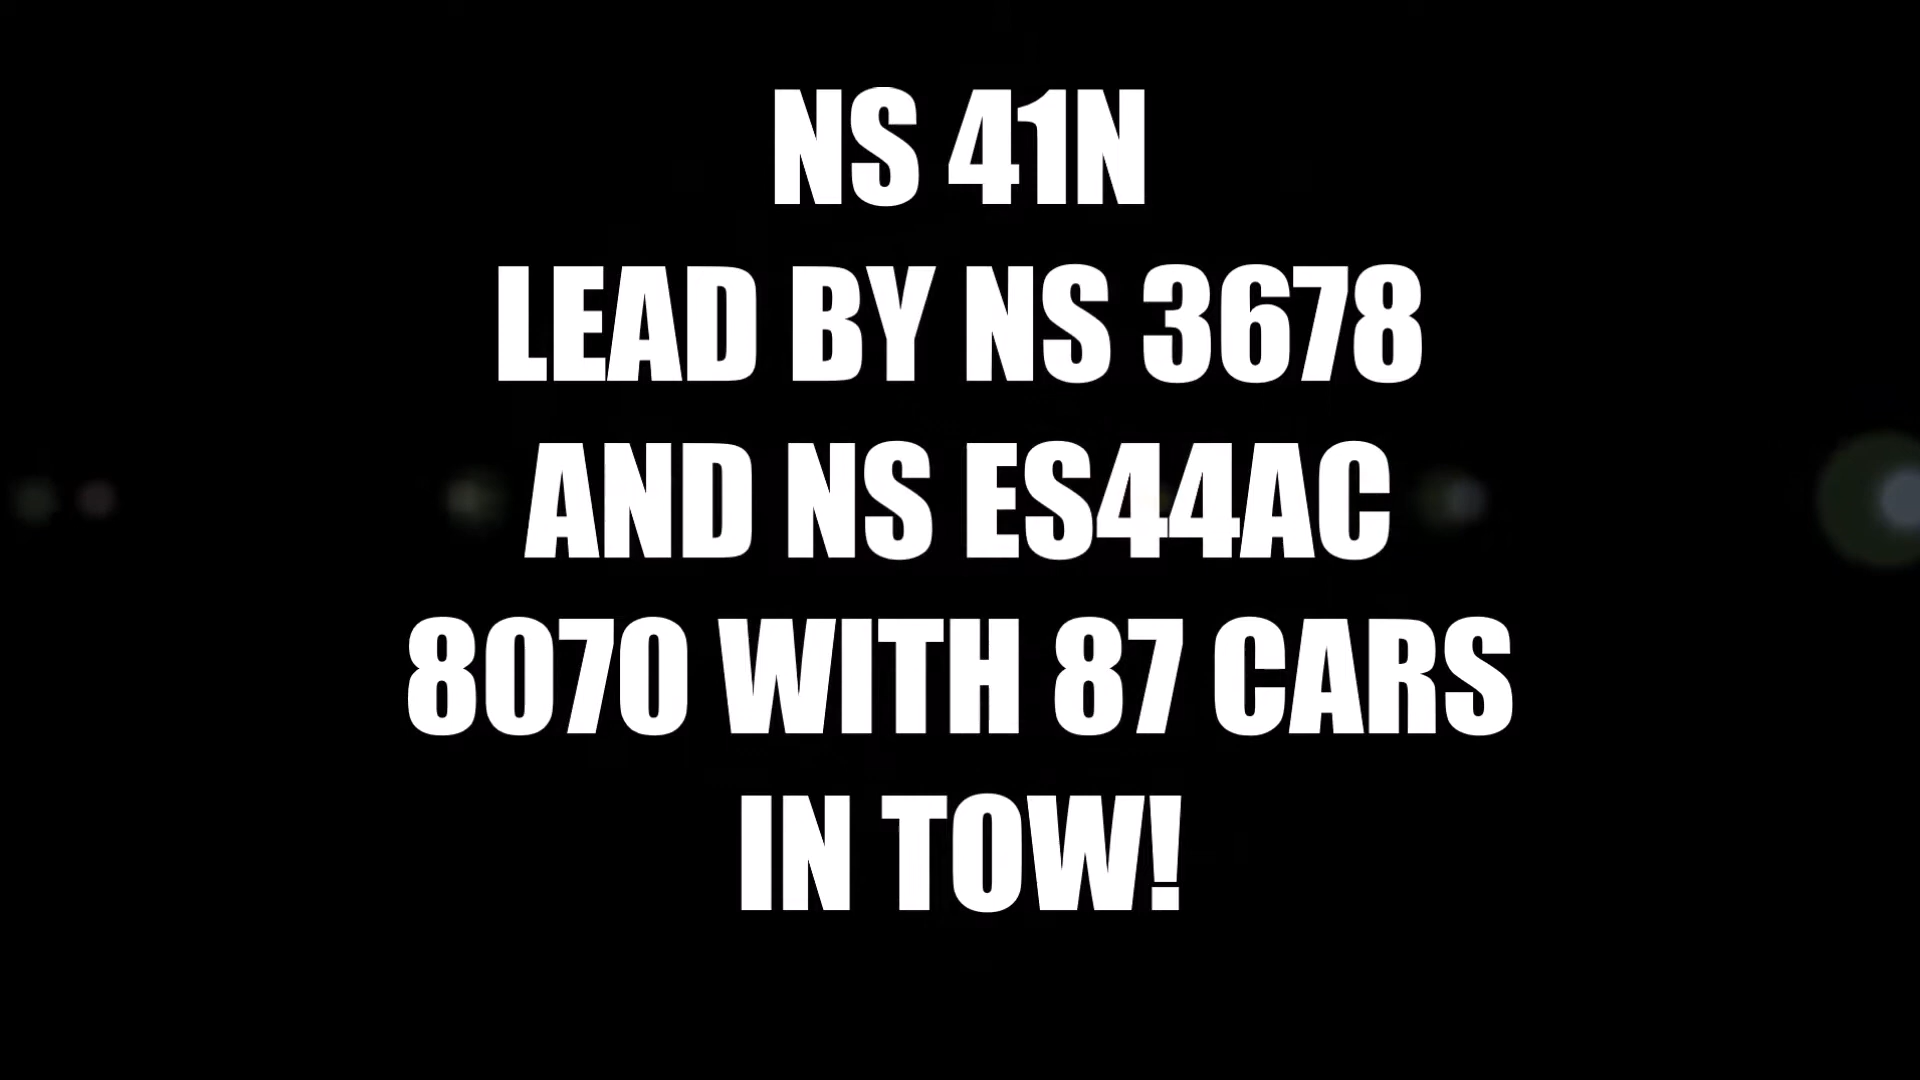 NS 41N
LEAD BY NS 3678
AND NS ES44AC
8070 WITH 87 CARS
IN TOW!